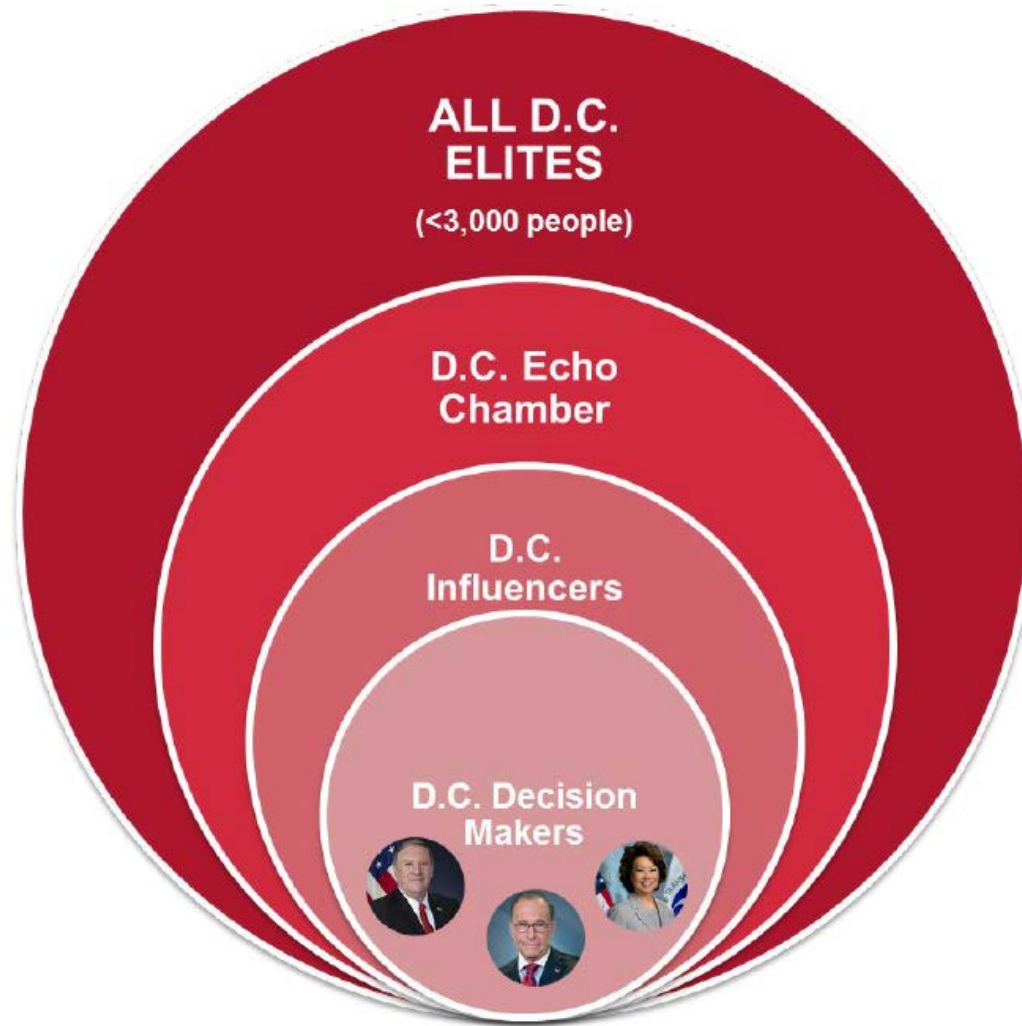 ALL D.C.
ELITES
(<3,000 people)
D.C. Echo
Chamber
D.C.
Influencers
D.C. Decision
Makers